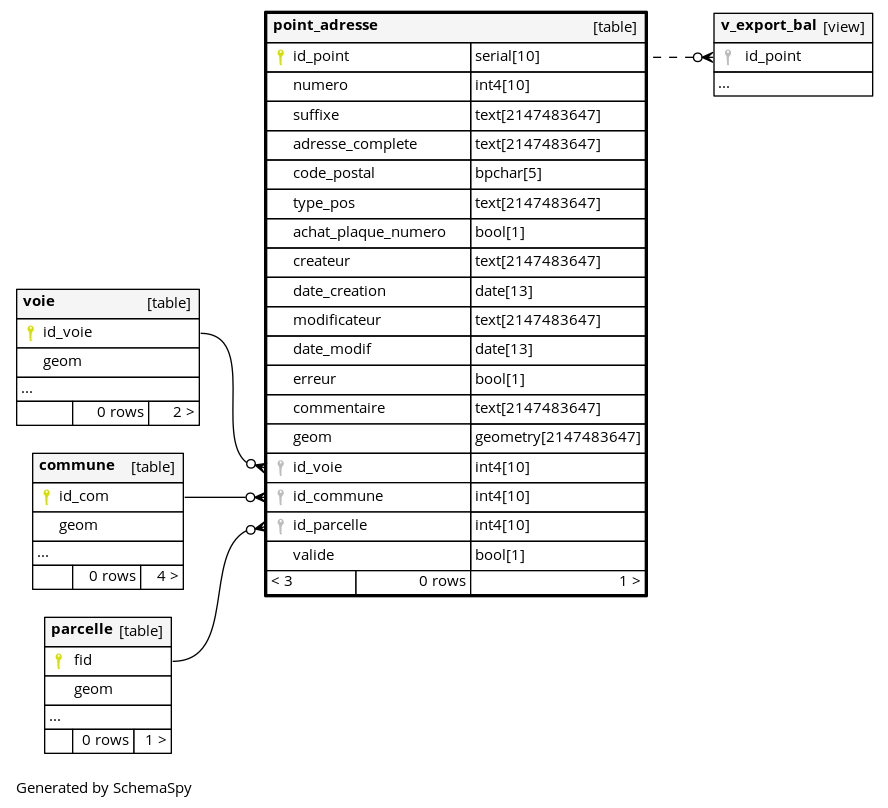 point_adresse [table]
id_point serial[10]
numero int4[10]
suffixe text[2147483647]
adresse_complete text[2147483647]
code_postal bpchar[5]
type_pos text[2147483647]
achat_plaque_numero bool[1]
createur text[2147483647]
date_creation date[13]
modificateur text[2147483647]
date_modif date[13]
erreur bool[1]
commentaire text[2147483647]
geom geometry[2147483647]
id_voie int4[10]
id_commune int4[10]
id_parcelle int4[10]
valide bool[1]
< 3 0 rows 1 >
v_export_bal [view]
id_point
...
voie [table]
id_voie
geom
...
0 rows 2 >
commune [table]
id_com
geom
...
0 rows 4 >
parcelle [table]
fid
geom
...
0 rows 1 >
Generated by SchemaSpy